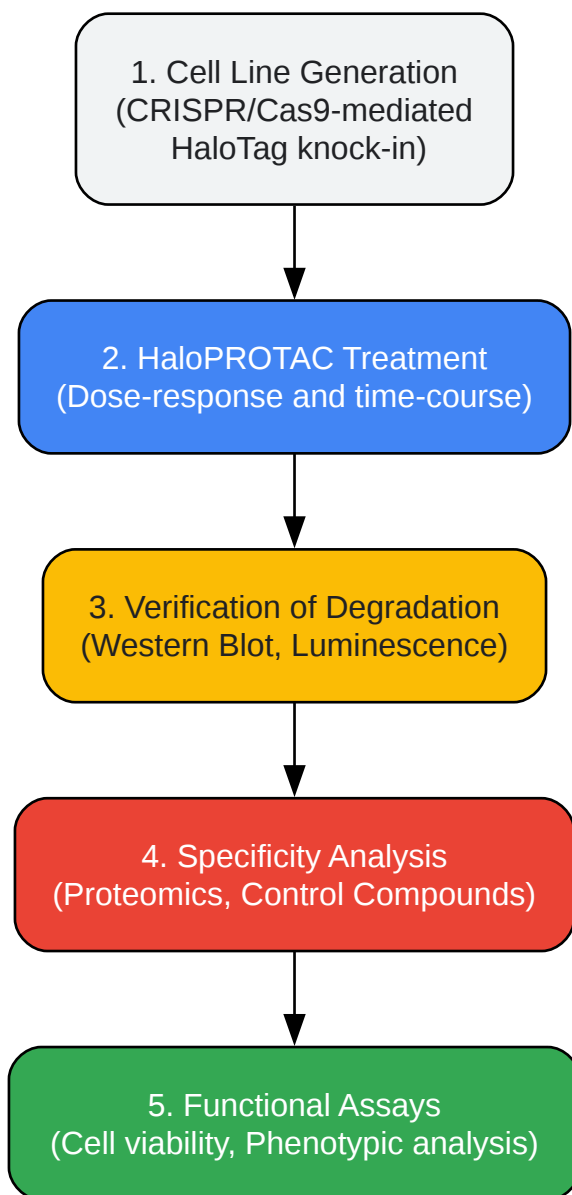 1. Cell Line Generation
(CRISPR/Cas9-mediated
HaloTag knock-in)
2. HaloPROTAC Treatment
(Dose-response and time-course)
3. Verification of Degradation
(Western Blot, Luminescence)
4. Specificity Analysis
(Proteomics, Control Compounds)
5. Functional Assays
(Cell viability, Phenotypic analysis)